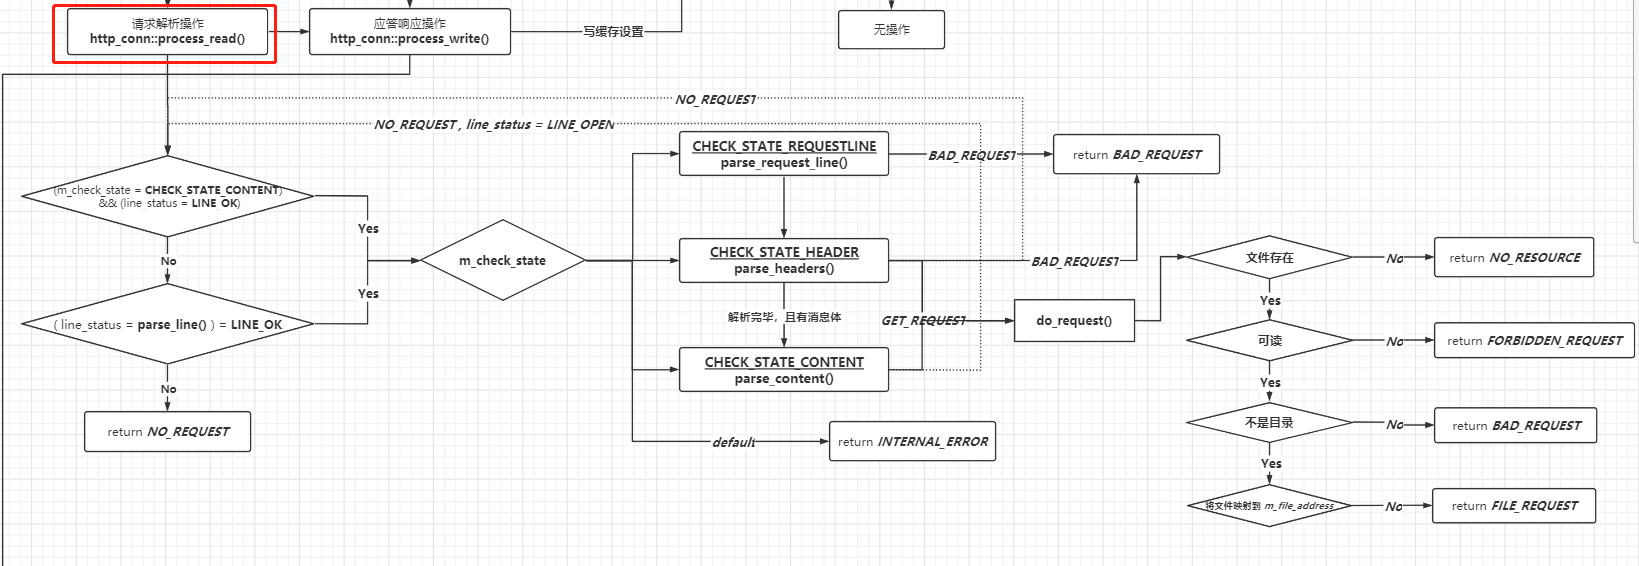 请求解析操作
http_conn::process_read()
应答响应操作
http_conn::process_write()
写缓存设置
无操作
NO_REQUEST
NO_REQUEST , line_status = LINE_OPEN
(m_check_state = CHECK_STATE_CONTENT)
&& (line_status = LINE_OK)
Yes
No
( line_status = parse_line() ) = LINE_OK
Yes
No
return NO_REQUEST
m_check_state
CHECK_STATE_REQUESTLINE
parse_request_line()
BAD_REQUEST
return BAD_REQUEST
CHECK_STATE_HEADER
parse_headers()
BAD_REQUEST
解析完毕，且有消息体
GET_REQUEST
do_request()
CHECK_STATE_CONTENT
parse_content()
default
return INTERNAL_ERROR
文件存在
No
return NO_RESOURCE
Yes
可读
No
return FORBIDDEN_REQUEST
Yes
不是目录
No
return BAD_REQUEST
Yes
将文件映射到 m_file_address
No
return FILE_REQUEST